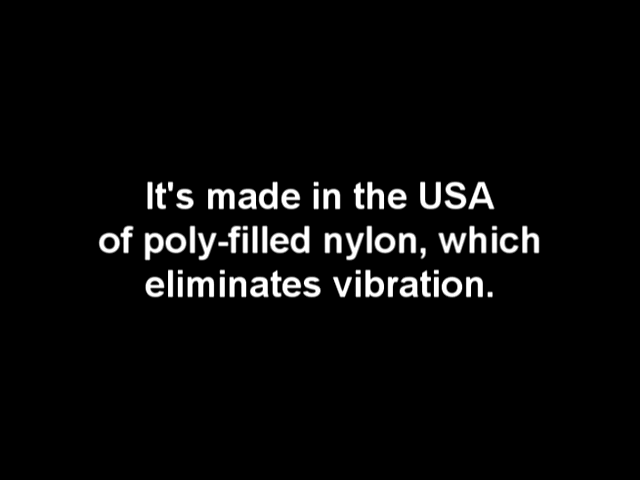 It's made in the USA
of poly-filled nylon, which
eliminates vibration.